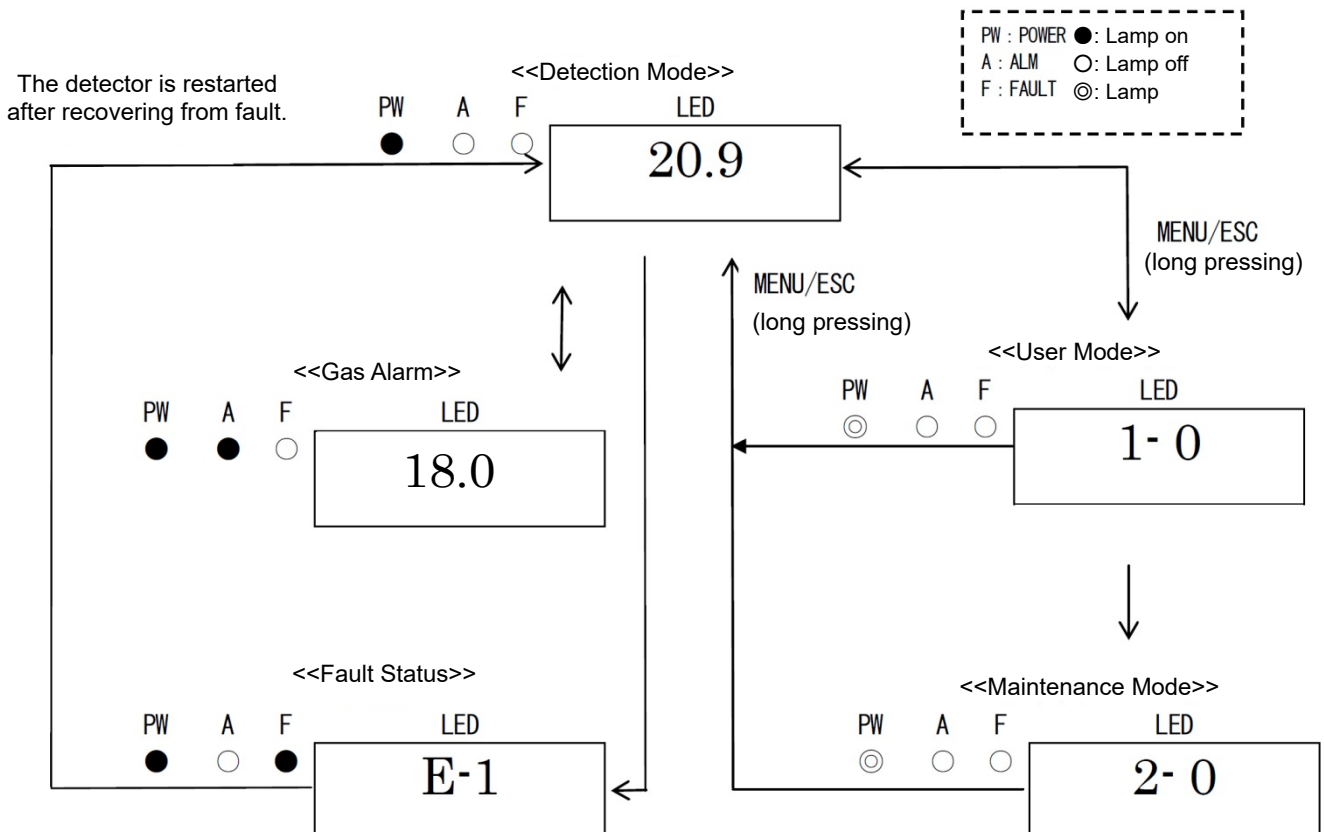 PW : POWER ●: Lamp on
A : ALM ○: Lamp off
F : FAULT ◎: Lamp
The detector is restarted
after recovering from fault.
<<Detection Mode>>
PW A F LED
20.9
MENU/ESC
(long pressing)
MENU/ESC
(long pressing)
<<Gas Alarm>>
PW A F LED
18.0
<<User Mode>>
PW A F LED
1- 0
<<Fault Status>>
PW A F LED
E-1
<<Maintenance Mode>>
PW A F LED
2- 0